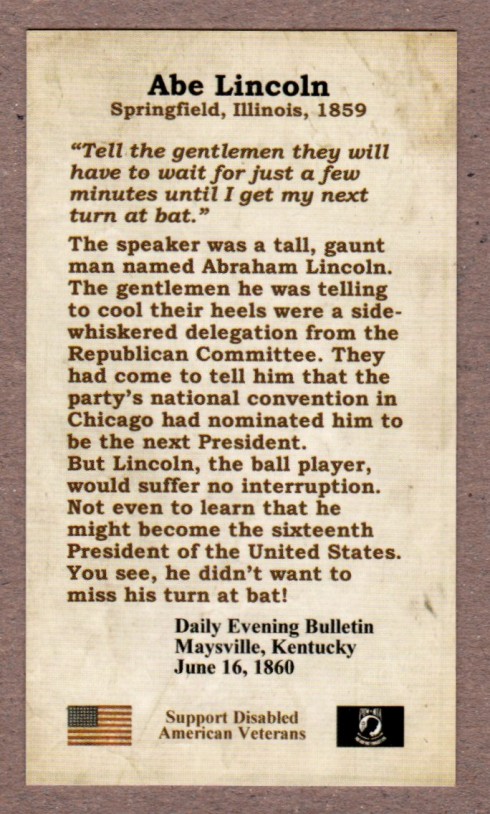 Abe Lincoln
Springfield, Illinois, 1859
“Tell the gentlemen they will
have to wait for just a few
minutes until I get my next
turn at bat.”
The speaker was a tall, gaunt
man named Abraham Lincoln.
The gentlemen he was telling
to cool their heels were a side-
whiskered delegation from the
Republican Committee. They
had come to tell him that the
party’s national convention in
Chicago had nominated him to
be the next President.
But Lincoln, the ball player,
would suffer no interruption.
Not even to learn that he
might become the sixteenth
President of the United States.
You see, he didn’t want to
miss his turn at bat!
Daily Evening Bulletin
Maysville, Kentucky
June 16, 1860
Support Disabled
American Veterans